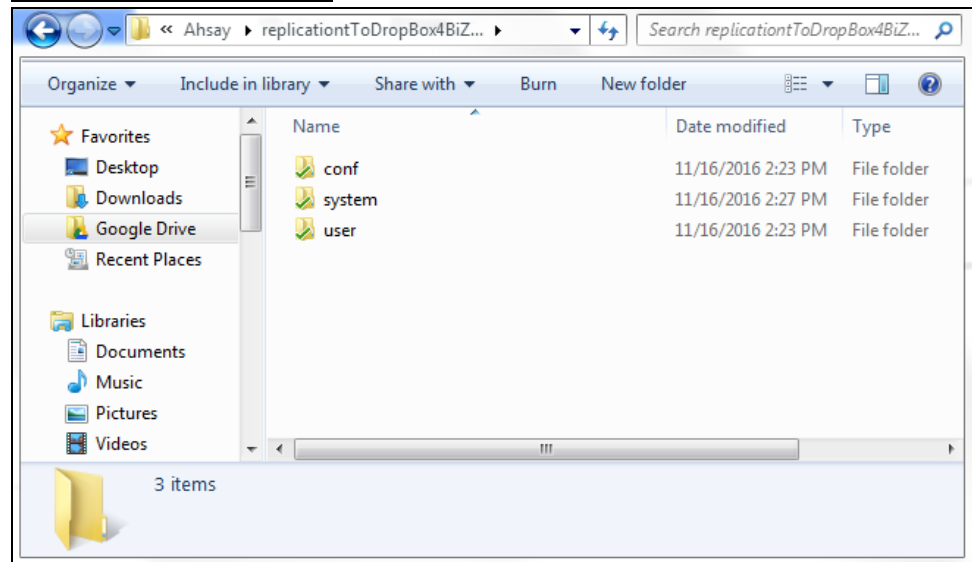 « Ahsay ▸ replicationtToDropBox4BiZ... ▸ Search replicationtToDropBox4BiZ...
Organize Include in library Share with Burn New folder
Favorites
Desktop
Downloads
Google Drive
Recent Places
Libraries
Documents
Music
Pictures
Videos
Name Date modified Type
conf 11/16/2016 2:23 PM File folder
system 11/16/2016 2:27 PM File folder
user 11/16/2016 2:23 PM File folder
3 items